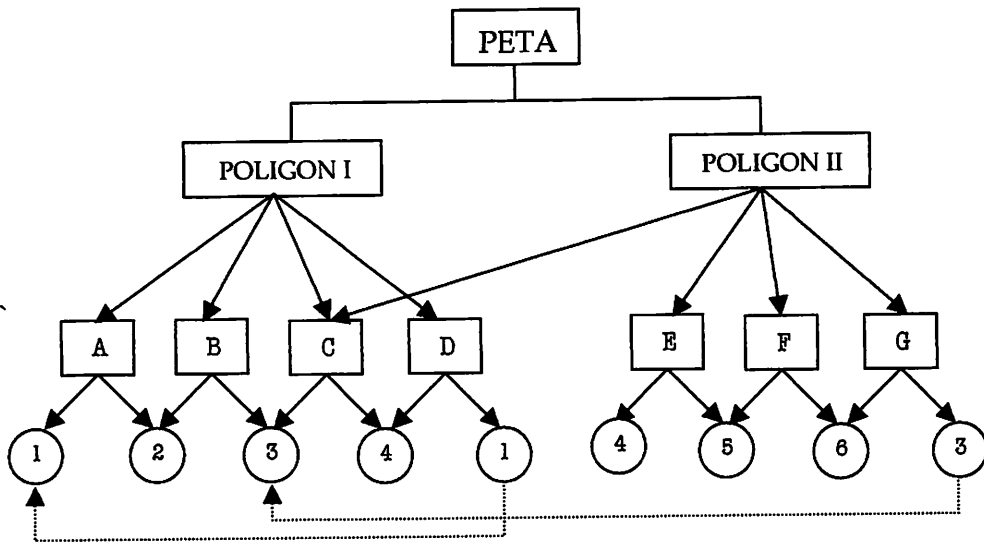 PETA
POLIGON I
POLIGON II
A B C D E F G
1 2 3 4 1 4 5 6 3